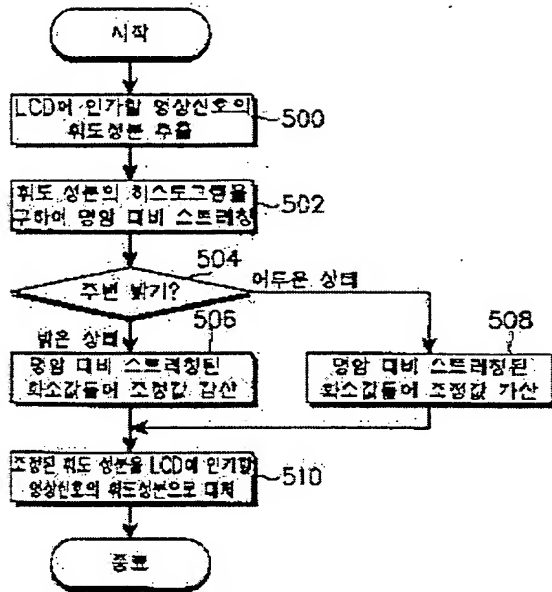 시작
LCD에 인가할 영상신호의
휘도성분 추출
500
휘도 성분의 히스토그램을
구하여 명암 대비 스트레칭
502
504
주변 밝기?
어두운 상태
밝은 상태
506
명암 대비 스트레칭된
화소값들에 조정값 감산
508
명암 대비 스트레칭된
화소값들에 조정값 가산
조정된 휘도 성분을 LCD에 인가할
영상신호의 휘도성분으로 대체
510
종료